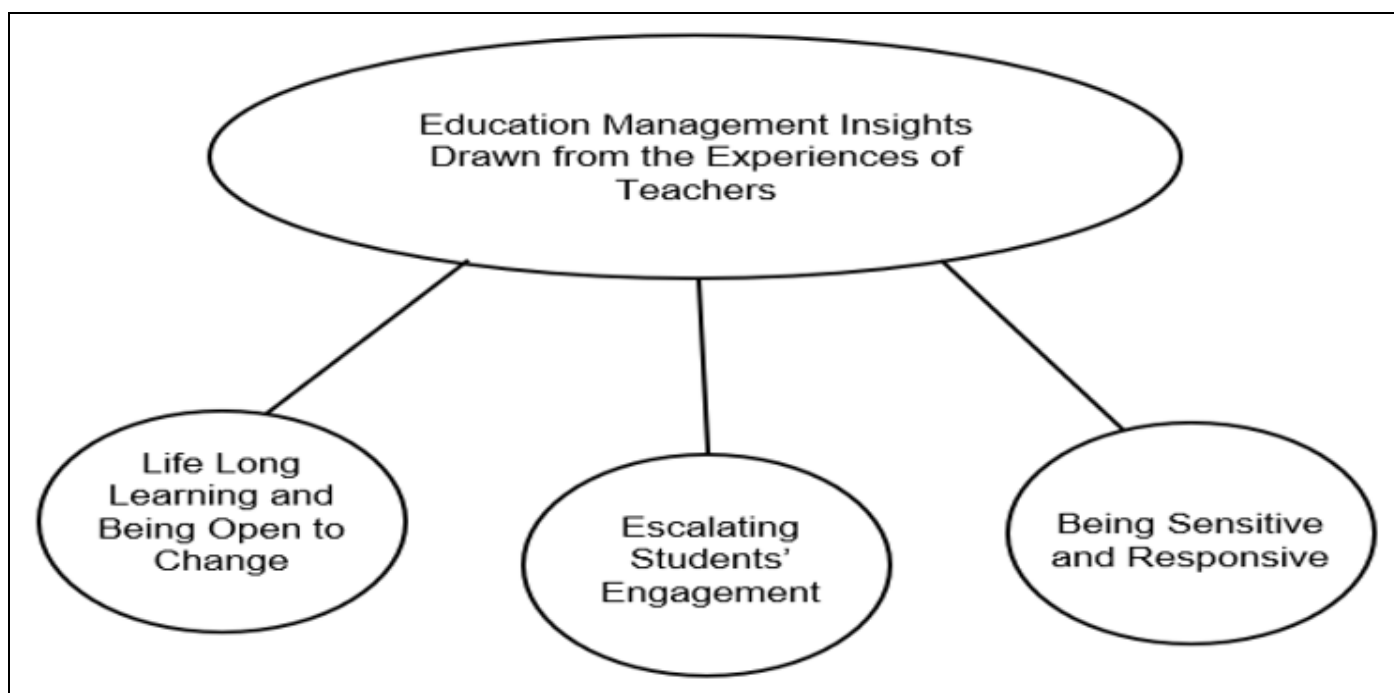 Education Management Insights
Drawn from the Experiences of
Teachers
Life Long
Learning and
Being Open to
Change
Escalating
Students’
Engagement
Being Sensitive
and Responsive